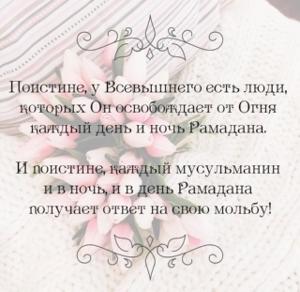 Поистине, у Всевышнего есть люди,
которых Он освобождает от Огня
каждый день и ночь Рамадана.
И поистине, каждый мусульманин
и в ночь, и в день Рамадана
получает ответ на свою мольбу!